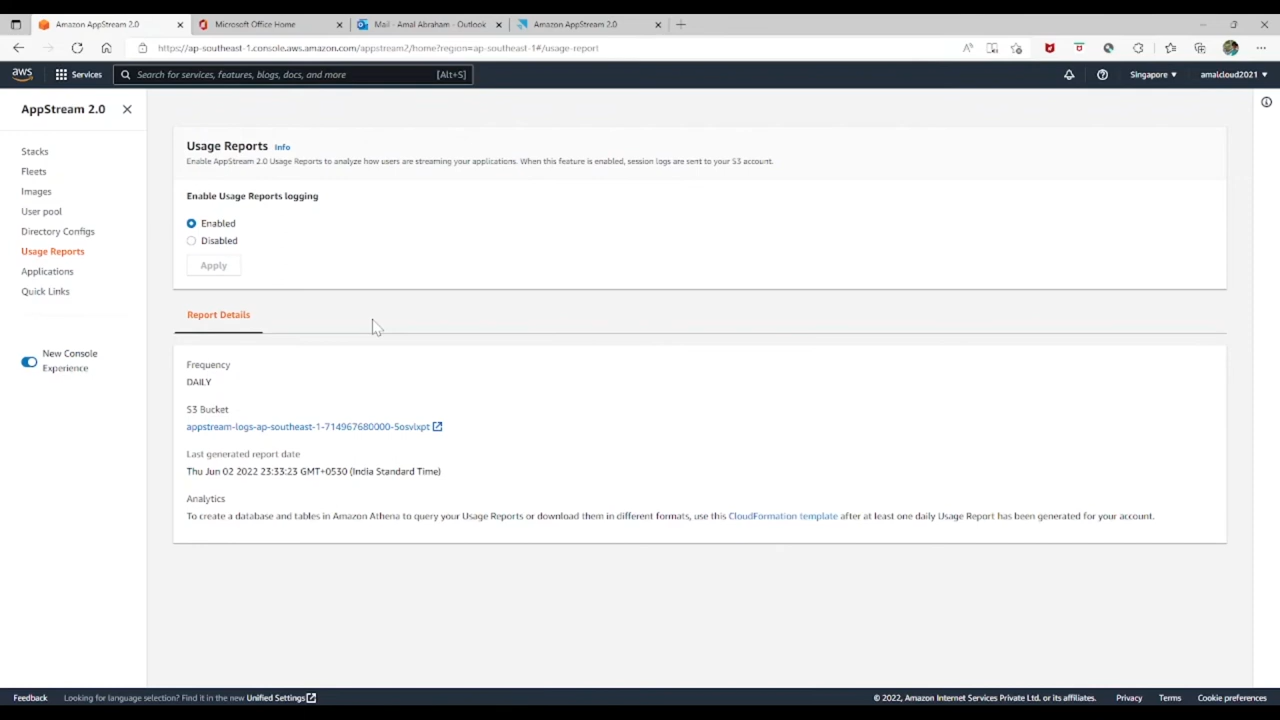 Amazon AppStream 2.0
Microsoft Office Home
Mail - Amal Abraham - Outlook
Amazon AppStream 2.0
https://ap-southeast-1.console.aws.amazon.com/appstream2/home?region=ap-southeast-1#/usage-report
aws
Services
Search for services, features, blogs, docs, and more
[Alt+S]
Singapore
amalcloud2021
AppStream 2.0
Stacks
Fleets
Images
User pool
Directory Configs
Usage Reports
Applications
Quick Links
New Console
Experience
Usage Reports Info
Enable AppStream 2.0 Usage Reports to analyze how users are streaming your applications. When this feature is enabled, session logs are sent to your S3 account.
Enable Usage Reports logging
Enabled
Disabled
Apply
Report Details
Frequency
DAILY
S3 Bucket
appstream-logs-ap-southeast-1-714967680000-5osvlxpt
Last generated report date
Thu Jun 02 2022 23:33:23 GMT+0530 (India Standard Time)
Analytics
To create a database and tables in Amazon Athena to query your Usage Reports or download them in different formats, use this CloudFormation template after at least one daily Usage Report has been generated for your account.
Feedback
Looking for language selection? Find it in the new Unified Settings
© 2022, Amazon Internet Services Private Ltd. or its affiliates.
Privacy
Terms
Cookie preferences